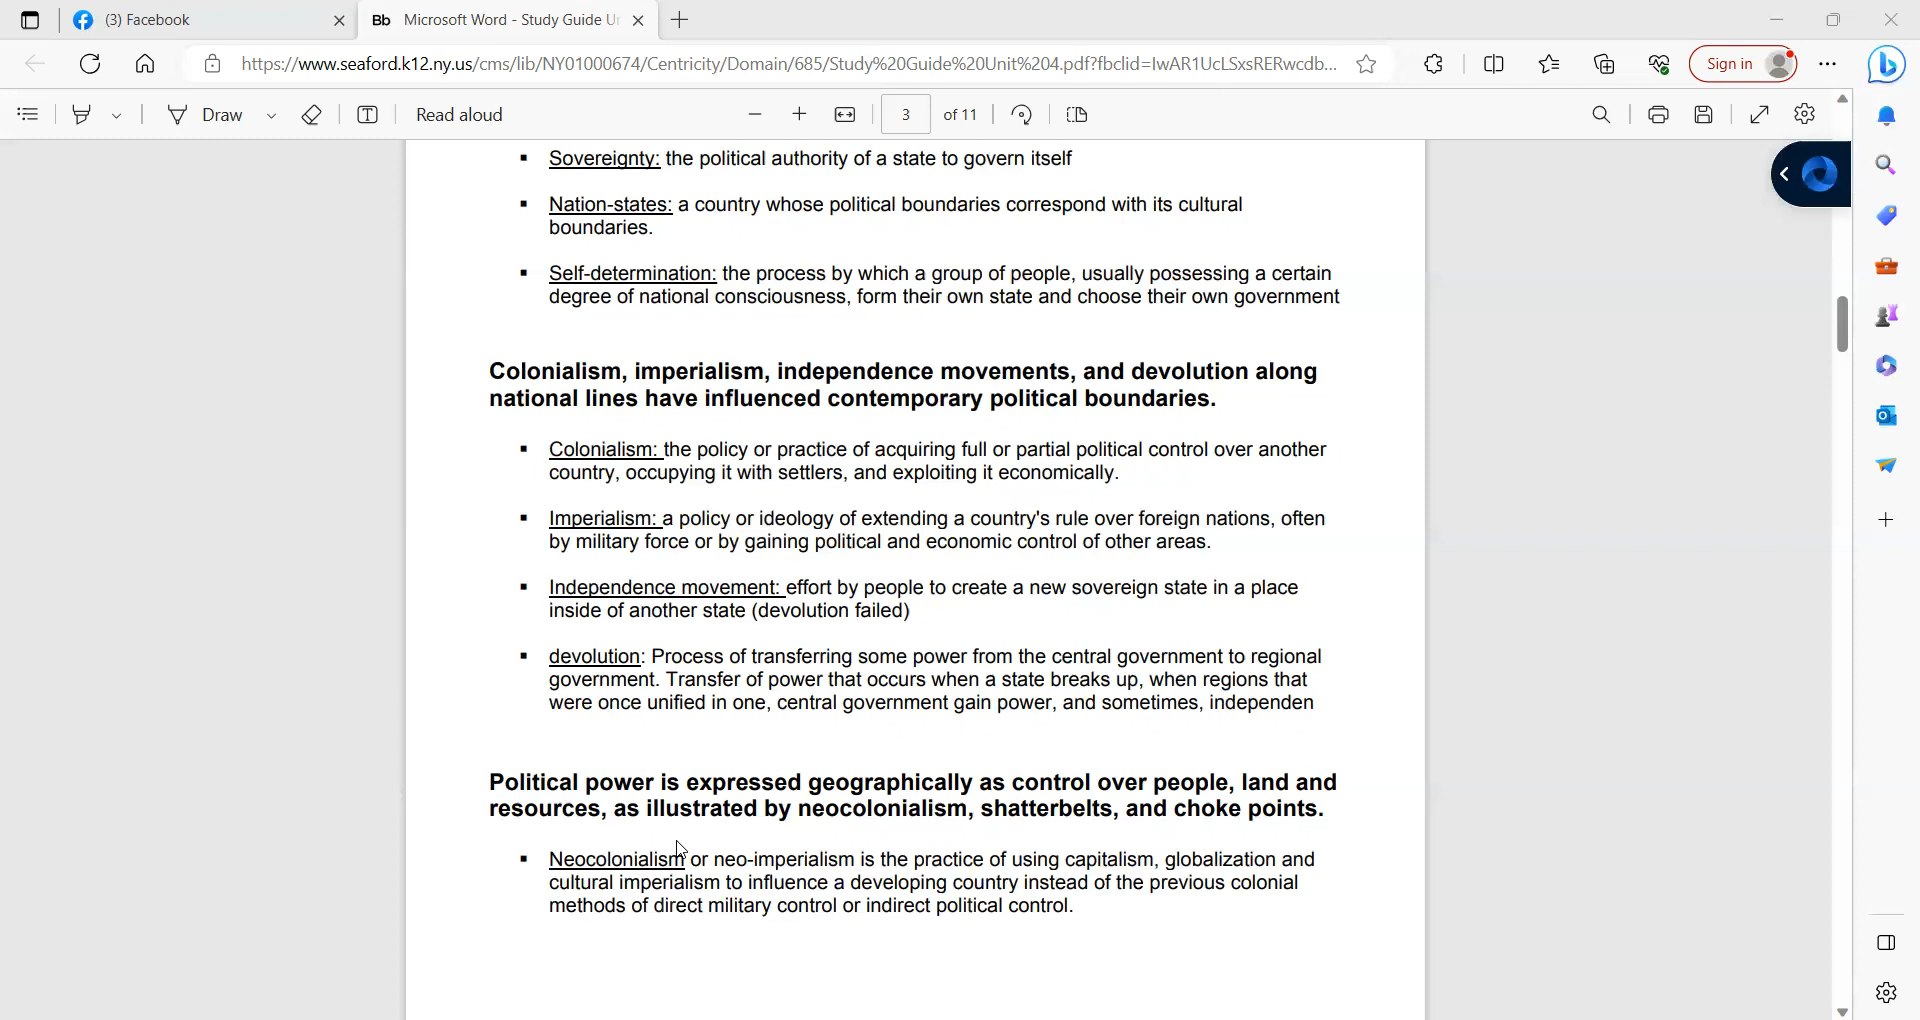 (3) Facebook
Bb Microsoft Word - Study Guide U
https://www.seaford.k12.ny.us/cms/lib/NY01000674/Centricity/Domain/685/Study%20Guide%20Unit%204.pdf?fbclid=IwAR1UcLSxsRERwcdb...
Sign in
Draw
Read aloud
3 of 11
▪ Sovereignty: the political authority of a state to govern itself
▪ Nation-states: a country whose political boundaries correspond with its cultural
boundaries.
▪ Self-determination: the process by which a group of people, usually possessing a certain
degree of national consciousness, form their own state and choose their own government
Colonialism, imperialism, independence movements, and devolution along
national lines have influenced contemporary political boundaries.
▪ Colonialism: the policy or practice of acquiring full or partial political control over another
country, occupying it with settlers, and exploiting it economically.
▪ Imperialism: a policy or ideology of extending a country's rule over foreign nations, often
by military force or by gaining political and economic control of other areas.
▪ Independence movement: effort by people to create a new sovereign state in a place
inside of another state (devolution failed)
▪ devolution: Process of transferring some power from the central government to regional
government. Transfer of power that occurs when a state breaks up, when regions that
were once unified in one, central government gain power, and sometimes, independen
Political power is expressed geographically as control over people, land and
resources, as illustrated by neocolonialism, shatterbelts, and choke points.
▪ Neocolonialism or neo-imperialism is the practice of using capitalism, globalization and
cultural imperialism to influence a developing country instead of the previous colonial
methods of direct military control or indirect political control.